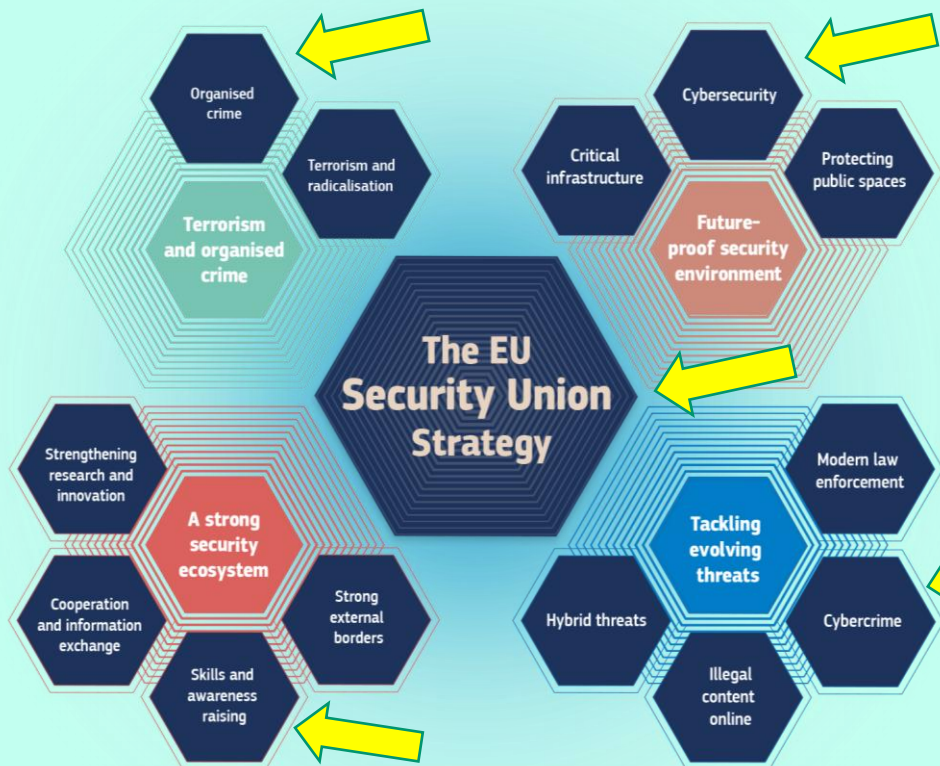 Organised
crime
Terrorism and
radicalisation
Terrorism
and organised
crime
Cybersecurity
Critical
infrastructure
Protecting
public spaces
Future-
proof security
environment
The EU
Security Union
Strategy
Strengthening
research and
innovation
A strong
security
ecosystem
Cooperation
and information
exchange
Skills and
awareness
raising
Strong
external
borders
Modern law
enforcement
Tackling
evolving
threats
Hybrid threats
Cybercrime
Illegal
content
online